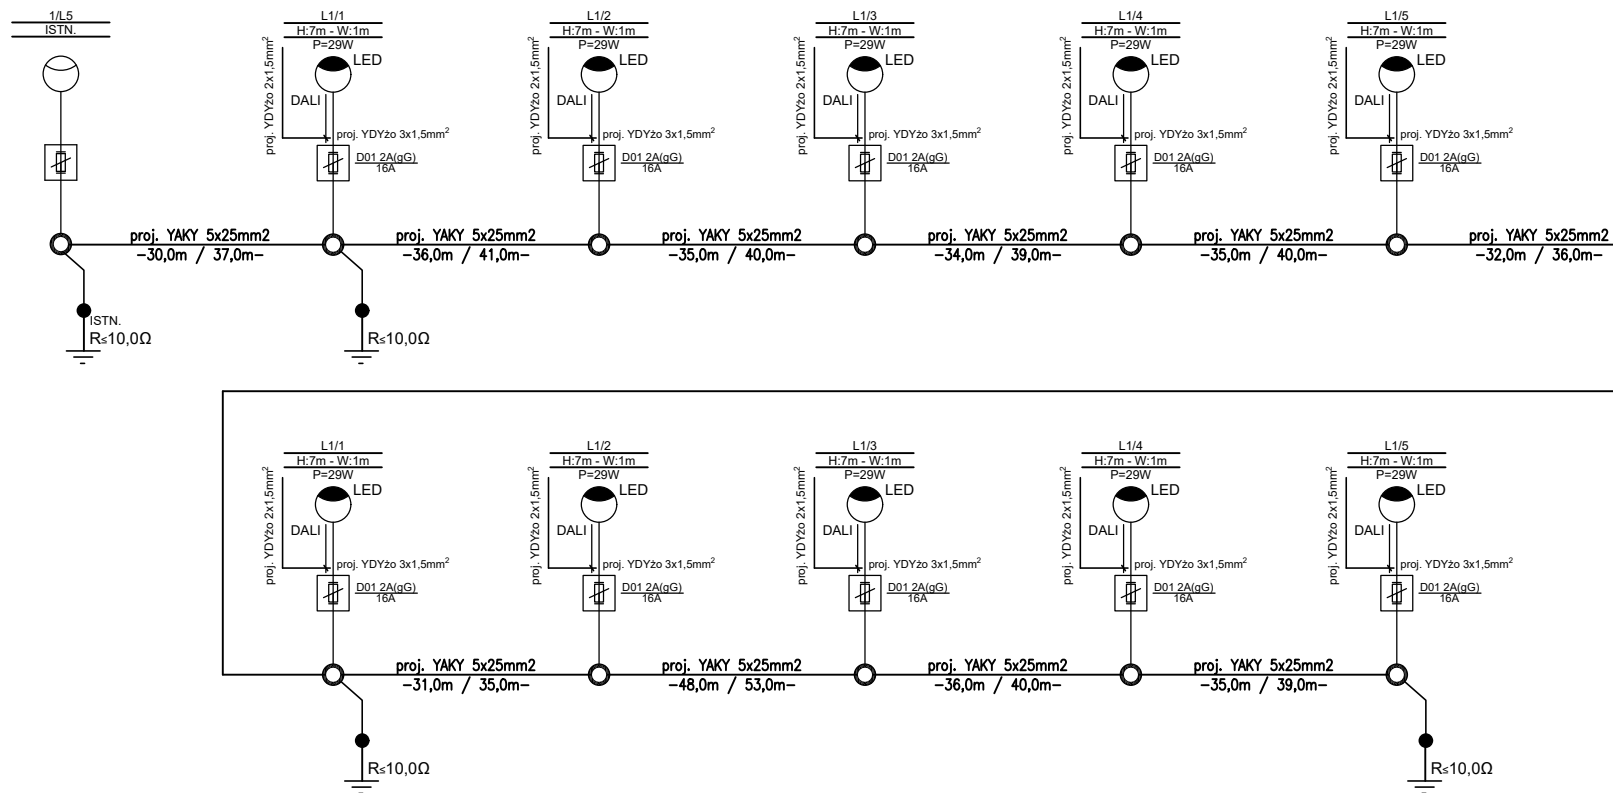 1/L5
ISTN.
L1/1
H:7m - W:1m
P=29W
LED
DALI
proj. YDYżo 2x1,5mm²
proj. YDYżo 3x1,5mm²
D01 2A(gG)
16A
L1/2
H:7m - W:1m
P=29W
LED
DALI
proj. YDYżo 2x1,5mm²
proj. YDYżo 3x1,5mm²
D01 2A(gG)
16A
L1/3
H:7m - W:1m
P=29W
LED
DALI
proj. YDYżo 2x1,5mm²
proj. YDYżo 3x1,5mm²
D01 2A(gG)
16A
L1/4
H:7m - W:1m
P=29W
LED
DALI
proj. YDYżo 2x1,5mm²
proj. YDYżo 3x1,5mm²
D01 2A(gG)
16A
L1/5
H:7m - W:1m
P=29W
LED
DALI
proj. YDYżo 2x1,5mm²
proj. YDYżo 3x1,5mm²
D01 2A(gG)
16A
proj. YAKY 5x25mm2
-30,0m / 37,0m-
proj. YAKY 5x25mm2
-36,0m / 41,0m-
proj. YAKY 5x25mm2
-35,0m / 40,0m-
proj. YAKY 5x25mm2
-34,0m / 39,0m-
proj. YAKY 5x25mm2
-35,0m / 40,0m-
proj. YAKY 5x25mm2
-32,0m / 36,0m-
ISTN.
R≤10,0Ω
R≤10,0Ω
L1/1
H:7m - W:1m
P=29W
LED
DALI
proj. YDYżo 2x1,5mm²
proj. YDYżo 3x1,5mm²
D01 2A(gG)
16A
L1/2
H:7m - W:1m
P=29W
LED
DALI
proj. YDYżo 2x1,5mm²
proj. YDYżo 3x1,5mm²
D01 2A(gG)
16A
L1/3
H:7m - W:1m
P=29W
LED
DALI
proj. YDYżo 2x1,5mm²
proj. YDYżo 3x1,5mm²
D01 2A(gG)
16A
L1/4
H:7m - W:1m
P=29W
LED
DALI
proj. YDYżo 2x1,5mm²
proj. YDYżo 3x1,5mm²
D01 2A(gG)
16A
L1/5
H:7m - W:1m
P=29W
LED
DALI
proj. YDYżo 2x1,5mm²
proj. YDYżo 3x1,5mm²
D01 2A(gG)
16A
proj. YAKY 5x25mm2
-31,0m / 35,0m-
proj. YAKY 5x25mm2
-48,0m / 53,0m-
proj. YAKY 5x25mm2
-36,0m / 40,0m-
proj. YAKY 5x25mm2
-35,0m / 39,0m-
R≤10,0Ω
R≤10,0Ω